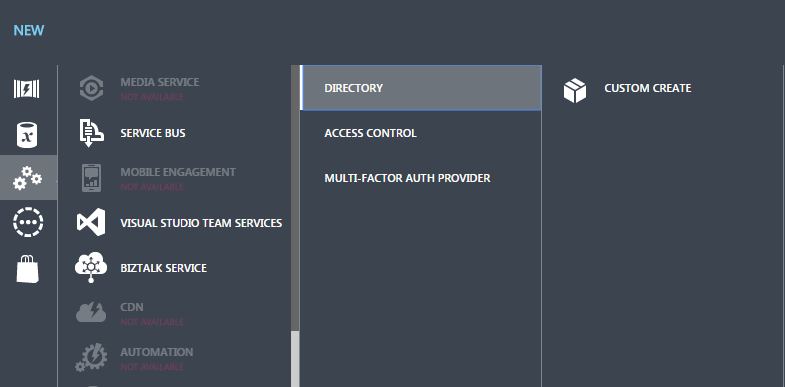 NEW
MEDIA SERVICE
NOT AVAILABLE
SERVICE BUS
MOBILE ENGAGEMENT
NOT AVAILABLE
VISUAL STUDIO TEAM SERVICES
BIZTALK SERVICE
CDN
NOT AVAILABLE
AUTOMATION
NOT AVAILABLE
DIRECTORY
ACCESS CONTROL
MULTI-FACTOR AUTH PROVIDER
CUSTOM CREATE